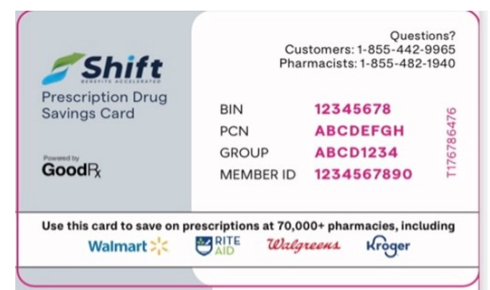 Shift
BENEFITS ACCELERATED
Prescription Drug
Savings Card
Powered by
GoodRx
Questions?
Customers: 1-855-442-9965
Pharmacists: 1-855-482-1940
BIN 12345678
PCN ABCDEFGH
GROUP ABCD1234
MEMBER ID 1234567890
T176786476
Use this card to save on prescriptions at 70,000+ pharmacies, including
Walmart
RITE
AID
Walgreens
Kroger